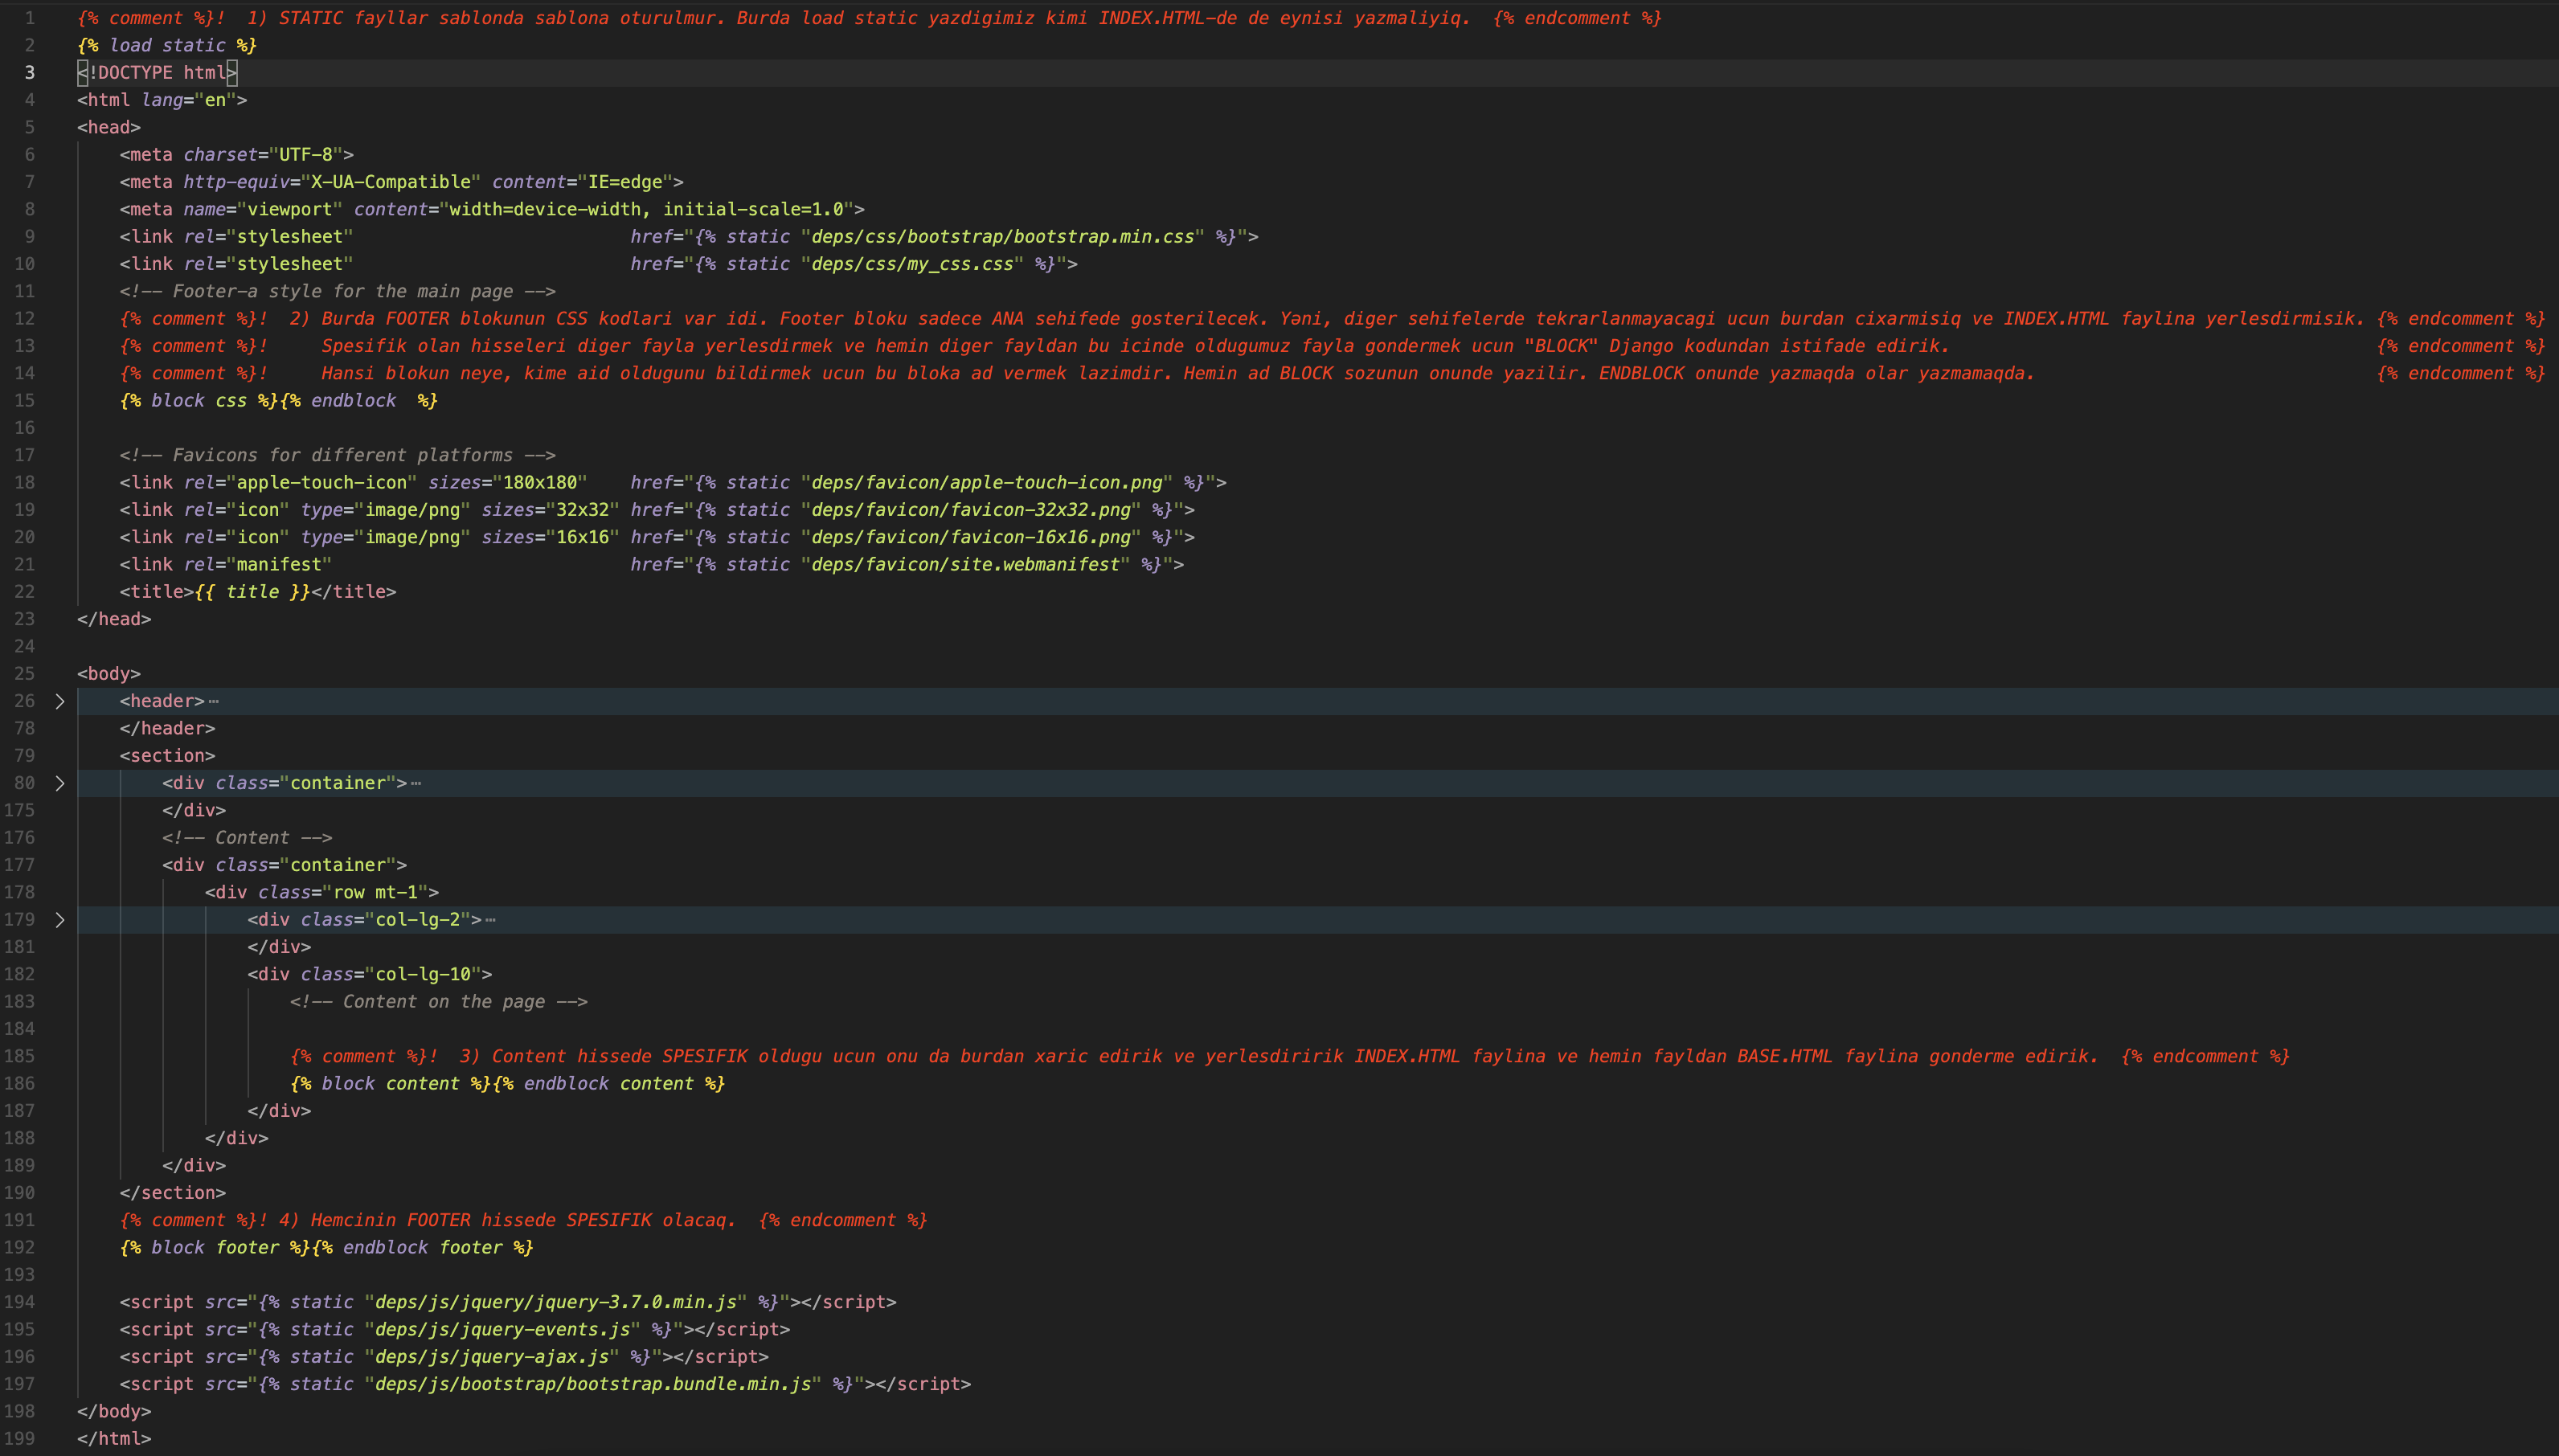 1 {% comment %}!  1) STATIC fayllar sablonda sablona oturulmur. Burda load static yazdigimiz kimi INDEX.HTML-de de eynisi yazmaliyiq.  {% endcomment %}
2 {% load static %}
3 <!DOCTYPE html>
4 <html lang="en">
5 <head>
6     <meta charset="UTF-8">
7     <meta http-equiv="X-UA-Compatible" content="IE=edge">
8     <meta name="viewport" content="width=device-width, initial-scale=1.0">
9     <link rel="stylesheet"                          href="{% static "deps/css/bootstrap/bootstrap.min.css" %}">
10     <link rel="stylesheet"                          href="{% static "deps/css/my_css.css" %}">
11     <!-- Footer-a style for the main page -->
12     {% comment %}!  2) Burda FOOTER blokunun CSS kodlari var idi. Footer bloku sadece ANA sehifede gosterilecek. Yəni, diger sehifelerde tekrarlanmayacagi ucun burdan cixarmisiq ve INDEX.HTML faylina yerlesdirmisik. {% endcomment %}
13     {% comment %}!     Spesifik olan hisseleri diger fayla yerlesdirmek ve hemin diger fayldan bu icinde oldugumuz fayla gondermek ucun "BLOCK" Django kodundan istifade edirik. {% endcomment %}
14     {% comment %}!     Hansi blokun neye, kime aid oldugunu bildirmek ucun bu bloka ad vermek lazimdir. Hemin ad BLOCK sozunun onunde yazilir. ENDBLOCK onunde yazmaqda olar yazmamaqda. {% endcomment %}
15     {% block css %}{% endblock  %}
16
17     <!-- Favicons for different platforms -->
18     <link rel="apple-touch-icon" sizes="180x180"    href="{% static "deps/favicon/apple-touch-icon.png" %}">
19     <link rel="icon" type="image/png" sizes="32x32" href="{% static "deps/favicon/favicon-32x32.png" %}">
20     <link rel="icon" type="image/png" sizes="16x16" href="{% static "deps/favicon/favicon-16x16.png" %}">
21     <link rel="manifest"                            href="{% static "deps/favicon/site.webmanifest" %}">
22     <title>{{ title }}</title>
23 </head>
24
25 <body>
26     <header>…
78     </header>
79     <section>
80         <div class="container">…
175         </div>
176         <!-- Content -->
177         <div class="container">
178             <div class="row mt-1">
179                 <div class="col-lg-2">…
181                 </div>
182                 <div class="col-lg-10">
183                     <!-- Content on the page -->
184
185                     {% comment %}!  3) Content hissede SPESIFIK oldugu ucun onu da burdan xaric edirik ve yerlesdiririk INDEX.HTML faylina ve hemin fayldan BASE.HTML faylina gonderme edirik.  {% endcomment %}
186                     {% block content %}{% endblock content %}
187                 </div>
188             </div>
189         </div>
190     </section>
191     {% comment %}! 4) Hemcinin FOOTER hissede SPESIFIK olacaq.  {% endcomment %}
192     {% block footer %}{% endblock footer %}
193
194     <script src="{% static "deps/js/jquery/jquery-3.7.0.min.js" %}"></script>
195     <script src="{% static "deps/js/jquery-events.js" %}"></script>
196     <script src="{% static "deps/js/jquery-ajax.js" %}"></script>
197     <script src="{% static "deps/js/bootstrap/bootstrap.bundle.min.js" %}"></script>
198 </body>
199 </html>